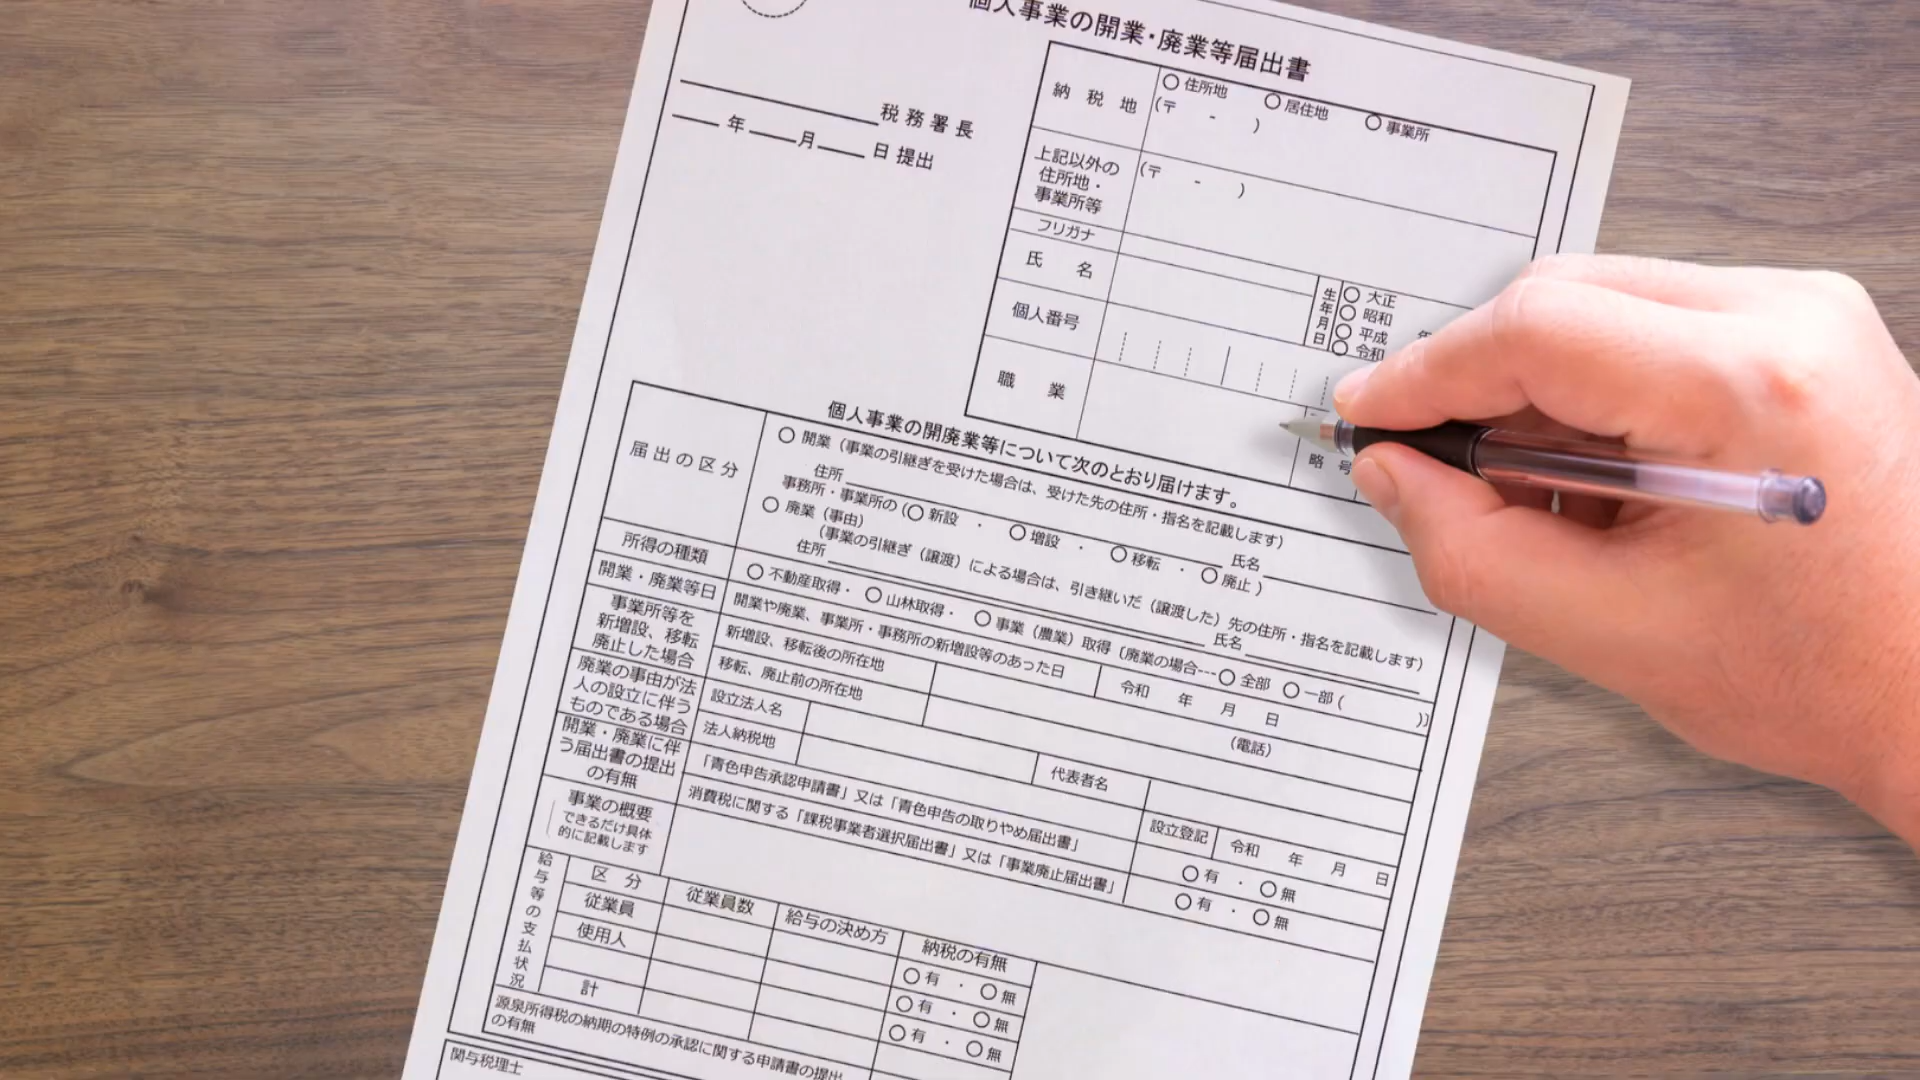 個人事業の開業・廃業等届出書
税務署長
年 月 日 提出
納税地
住所地 居住地 事業所
(〒 - )
上記以外の
住所地・
事業所等
(〒 - )
フリガナ
氏名
生年月日
大正
昭和
平成
令和
年
個人番号
職業
個人事業の開廃業等について次のとおり届けます。
届出の区分
開業（事業の引継ぎを受けた場合は、受けた先の住所・指名を記載します）
住所 氏名
事務所・事業所の（新設・増設・移転・廃止）
廃業（事由）
（事業の引継ぎ（譲渡）による場合は、引き継いだ（譲渡した）先の住所・指名を記載します）
住所 氏名
所得の種類
不動産取得・山林取得・事業（農業）取得〔廃業の場合---全部 一部（ ）〕
開業・廃業等日
開業や廃業、事業所・事務所の新増設等のあった日
令和 年 月 日
事業所等を
新増設、移転
廃止した場合
新増設、移転後の所在地
（電話）
移転、廃止前の所在地
廃業の事由が法
人の設立に伴う
ものである場合
設立法人名
代表者名
法人納税地
設立登記
令和 年 月 日
開業・廃業に伴
う届出書の提出
の有無
「青色申告承認申請書」又は「青色申告の取りやめ届出書」
有・無
消費税に関する「課税事業者選択届出書」又は「事業廃止届出書」
有・無
事業の概要
できるだけ具体
的に記載します
給与等の支払状況
区分 従業員数 給与の決め方 納税の有無
従業員 有・無
使用人 有・無
有・無
計
源泉所得税の納期の特例の承認に関する申請書の提出
の有無
関与税理士